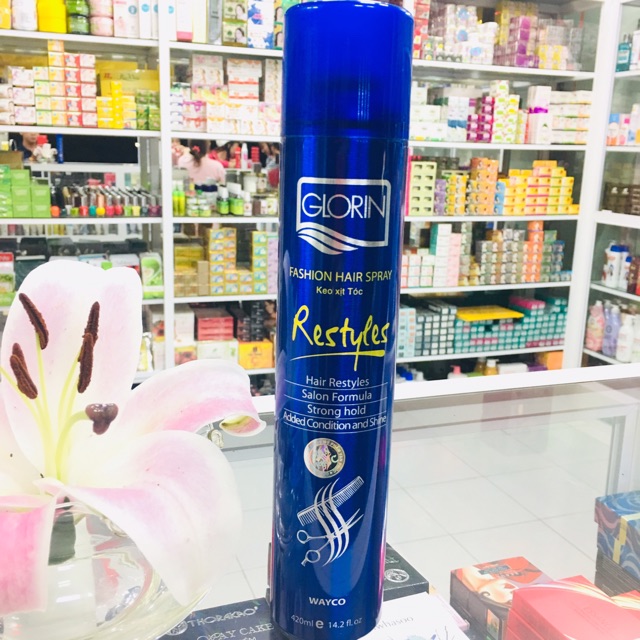 GLORIN
FASHION HAIR SPRAY
Keo xịt Tóc
Restyles
Hair Restyles
Salon Formula
Strong hold
Added Condition and Shine
WAYCO
420ml e 14.2 fl.oz